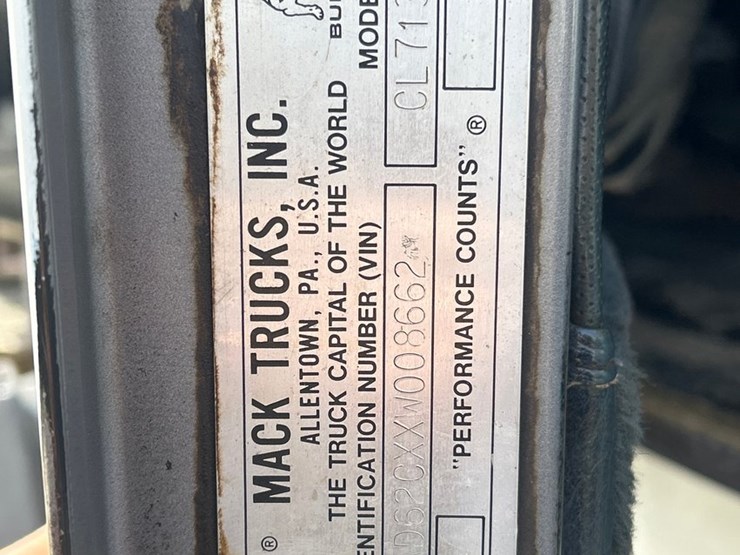 ® MACK TRUCKS, INC.
ALLENTOWN, PA., U.S.A.
THE TRUCK CAPITAL OF THE WORLD BU
ENTIFICATION NUMBER (VIN) MODE
D62CXXW008662 CL713
"PERFORMANCE COUNTS" ®